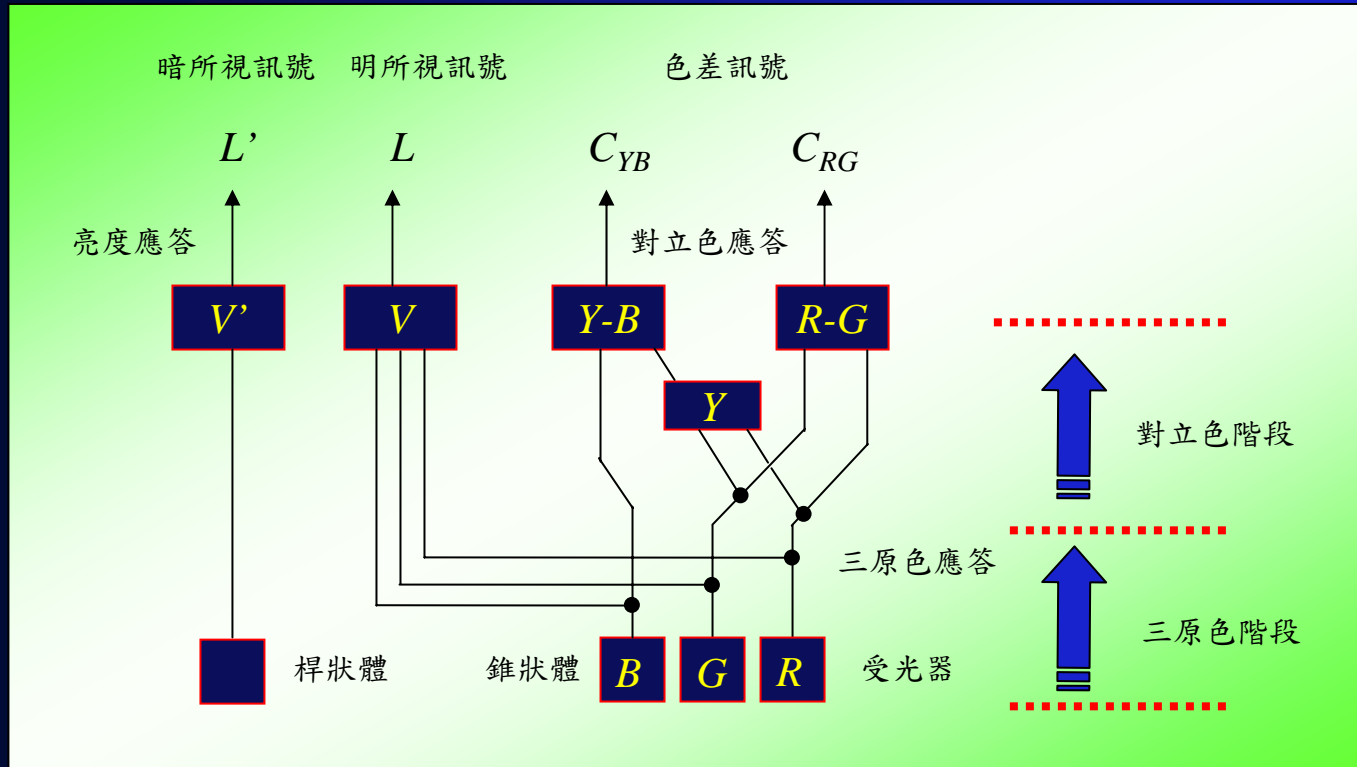 暗所視訊號 明所視訊號 色差訊號
L’ L C_YB C_RG
亮度應答 對立色應答
V’ V Y-B R-G
Y
對立色階段
三原色應答
三原色階段
桿狀體 錐狀體 B G R 受光器